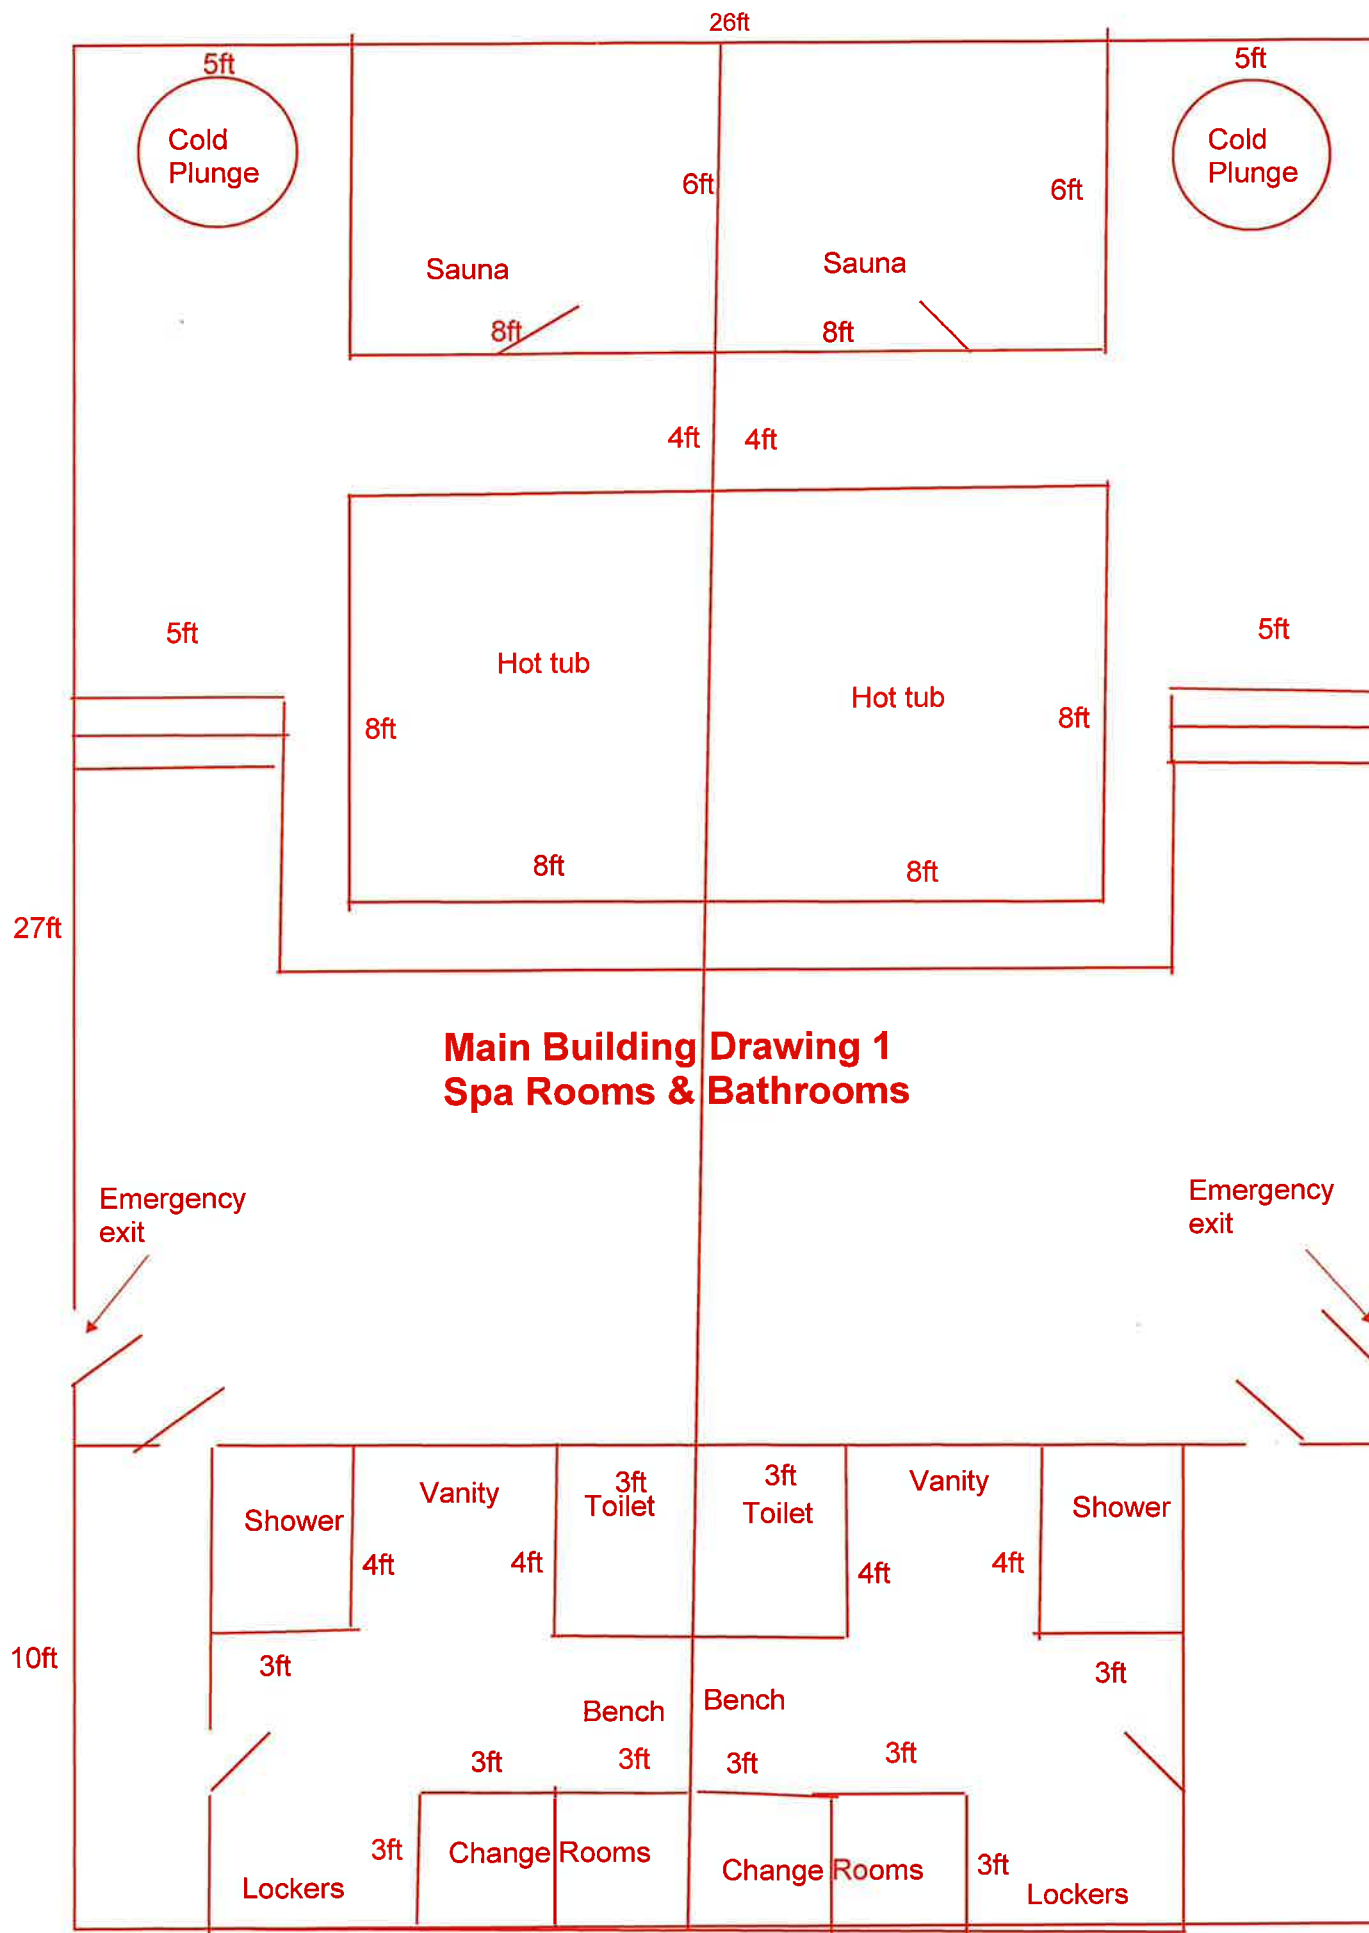 26ft
5ft
5ft
Cold
Plunge
Cold
Plunge
6ft
6ft
Sauna
Sauna
8ft
8ft
4ft
4ft
5ft
5ft
Hot tub
Hot tub
8ft
8ft
8ft
8ft
27ft
Main Building Drawing 1
Spa Rooms & Bathrooms
Emergency
exit
Emergency
exit
Vanity
3ft
3ft
Vanity
Shower
Toilet
Toilet
Shower
4ft
4ft
4ft
4ft
10ft
3ft
3ft
Bench
Bench
3ft
3ft
3ft
3ft
3ft
Change Rooms
Change Rooms
3ft
Lockers
Lockers